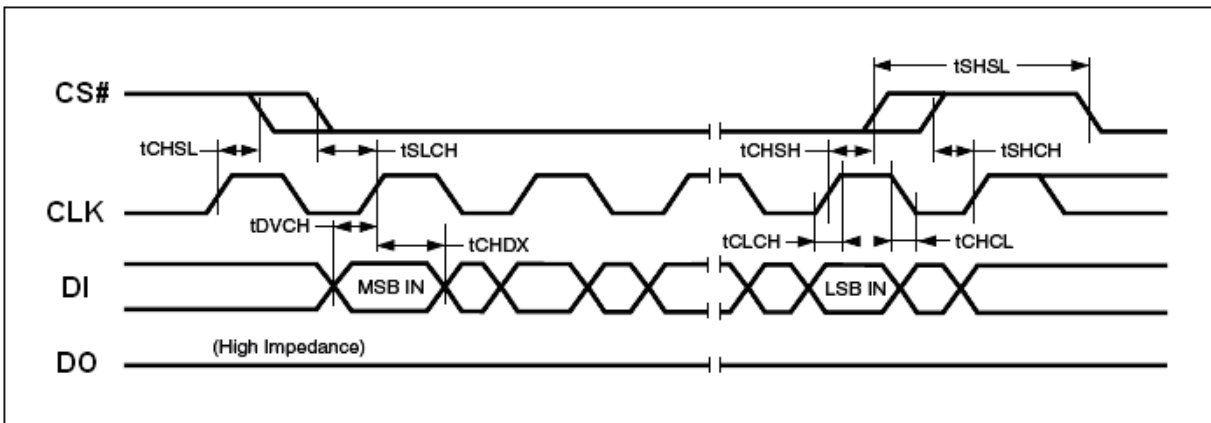 tSHSL
CS#
tCHSL
tSLCH
tCHSH
tSHCH
CLK
tDVCH
tCHDX
tCLCH
tCHCL
DI
MSB IN
LSB IN
(High Impedance)
DO